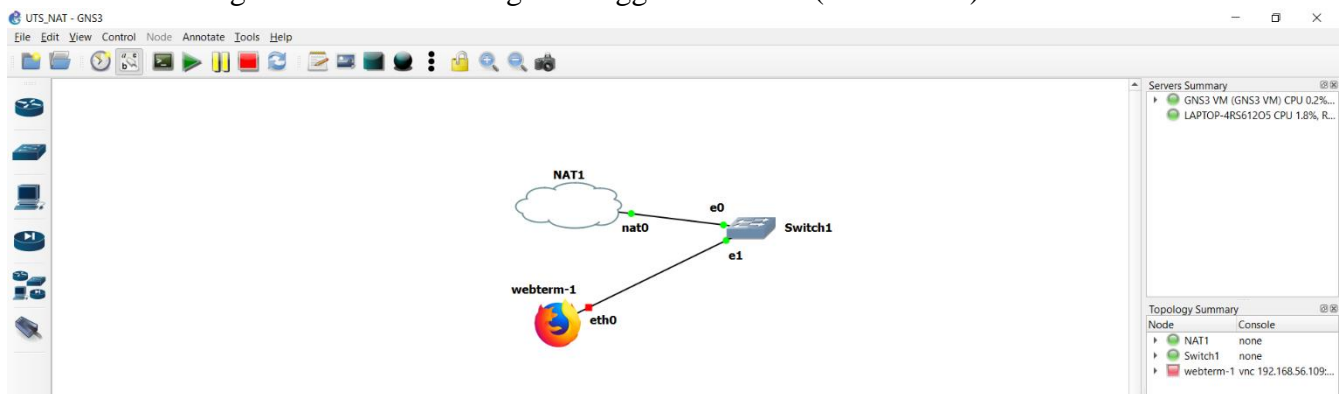 UTS_NAT - GNS3
File Edit View Control Node Annotate Tools Help
Servers Summary
GNS3 VM (GNS3 VM) CPU 0.2%...
LAPTOP-4RS612O5 CPU 1.8%, R...
NAT1
nat0
e0
Switch1
e1
webterm-1
eth0
Topology Summary
Node Console
NAT1 none
Switch1 none
webterm-1 vnc 192.168.56.109:...